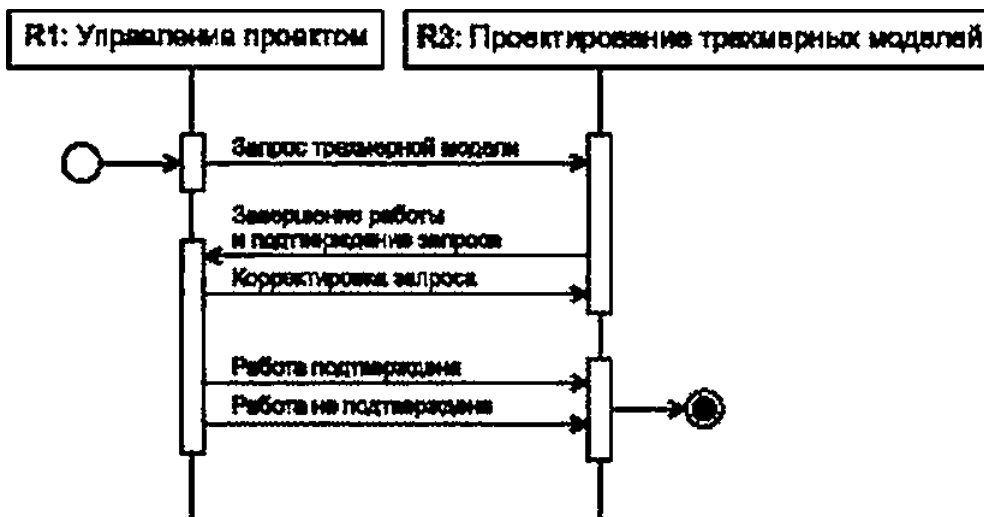 R1: Управление проектом
R3: Проектирование трехмерных моделей
Запрос трехмерной модели
Завершение работы
и подтверждение запроса
Корректировка запроса
Работа подтверждена
Работа не подтверждена